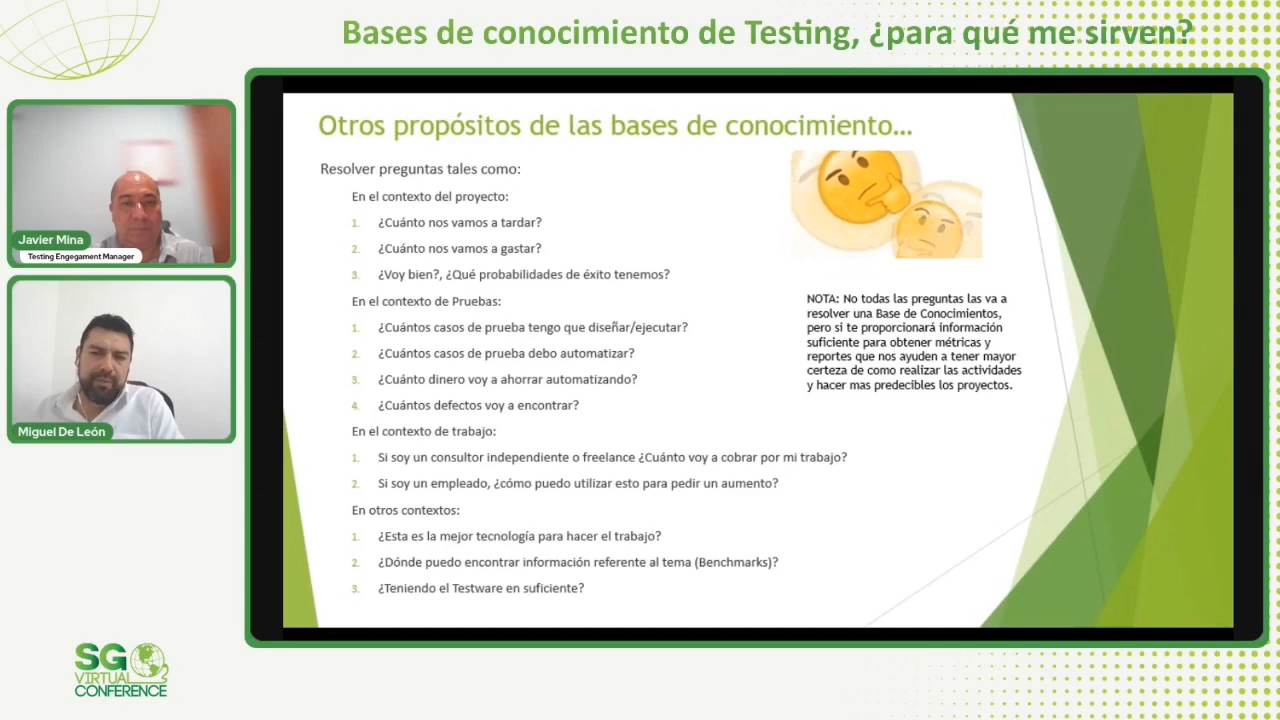 Bases de conocimiento de Testing, ¿para qué me sirven?
Javier Mina
Testing Engegament Manager
Miguel De León
Otros propósitos de las bases de conocimiento...
Resolver preguntas tales como:
En el contexto del proyecto:
1. ¿Cuánto nos vamos a tardar?
2. ¿Cuánto nos vamos a gastar?
3. ¿Voy bien?, ¿Qué probabilidades de éxito tenemos?
En el contexto de Pruebas:
1. ¿Cuántos casos de prueba tengo que diseñar/ejecutar?
2. ¿Cuántos casos de prueba debo automatizar?
3. ¿Cuánto dinero voy a ahorrar automatizando?
4. ¿Cuántos defectos voy a encontrar?
En el contexto de trabajo:
1. Si soy un consultor independiente o freelance ¿Cuánto voy a cobrar por mi trabajo?
2. Si soy un empleado, ¿cómo puedo utilizar esto para pedir un aumento?
En otros contextos:
1. ¿Esta es la mejor tecnología para hacer el trabajo?
2. ¿Dónde puedo encontrar información referente al tema (Benchmarks)?
3. ¿Teniendo el Testware en suficiente?
NOTA: No todas las preguntas las va a
resolver una Base de Conocimientos,
pero si te proporcionará información
suficiente para obtener métricas y
reportes que nos ayuden a tener mayor
certeza de como realizar las actividades
y hacer mas predecibles los proyectos.
SG
VIRTUAL
CONFERENCE